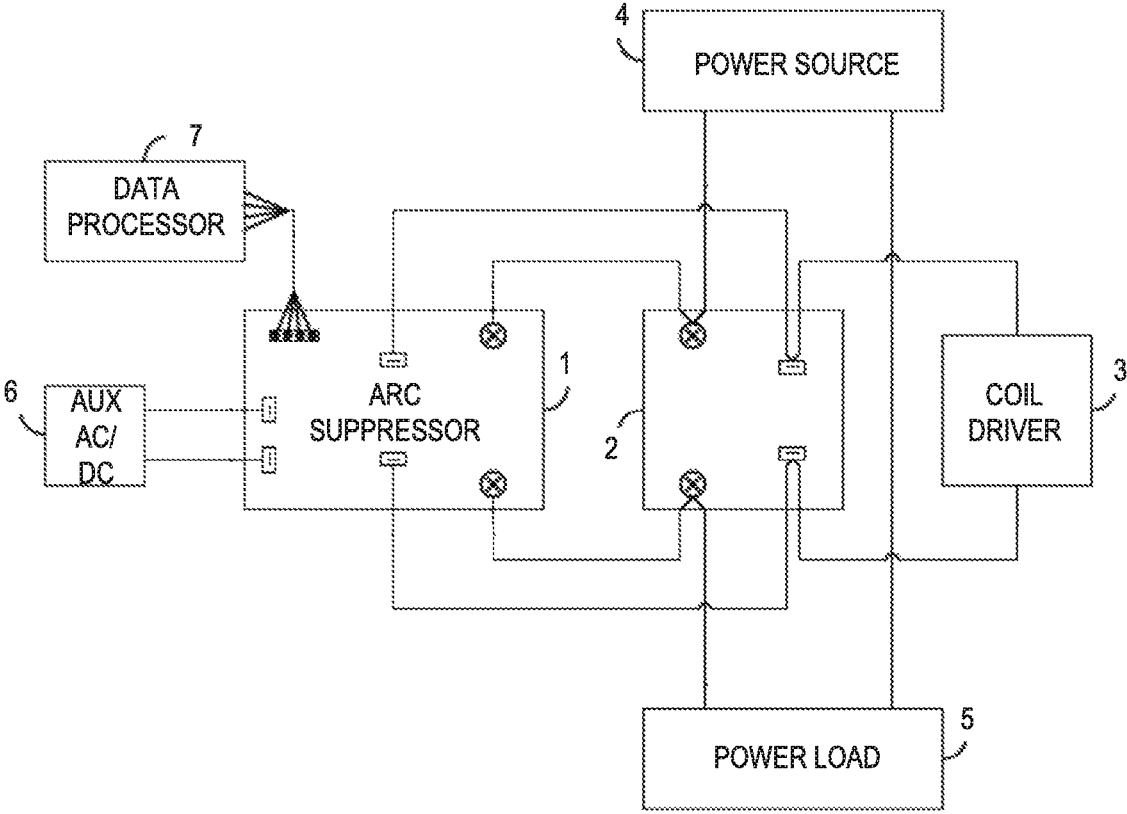 4
POWER SOURCE
7
DATA
PROCESSOR
1
ARC
SUPPRESSOR
6
AUX
AC/
DC
2
3
COIL
DRIVER
5
POWER LOAD